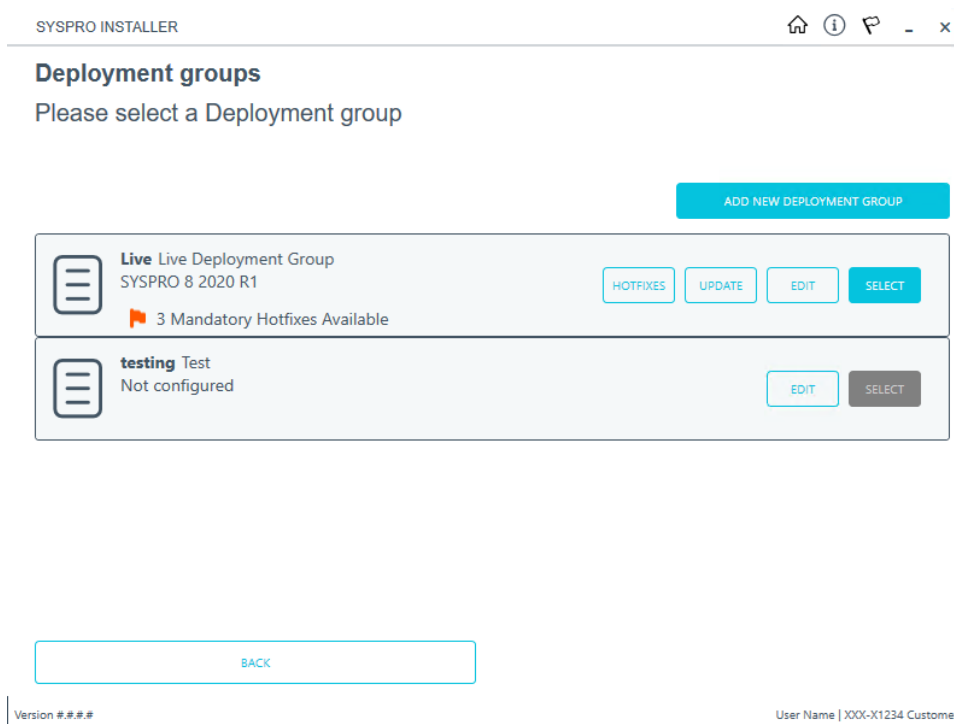 SYSPRO INSTALLER
Deployment groups
Please select a Deployment group
ADD NEW DEPLOYMENT GROUP
Live Live Deployment Group
SYSPRO 8 2020 R1
3 Mandatory Hotfixes Available
HOTFIXES
UPDATE
EDIT
SELECT
testing Test
Not configured
EDIT
SELECT
BACK
Version #.#.#.#
User Name | XXX-X1234 Custome